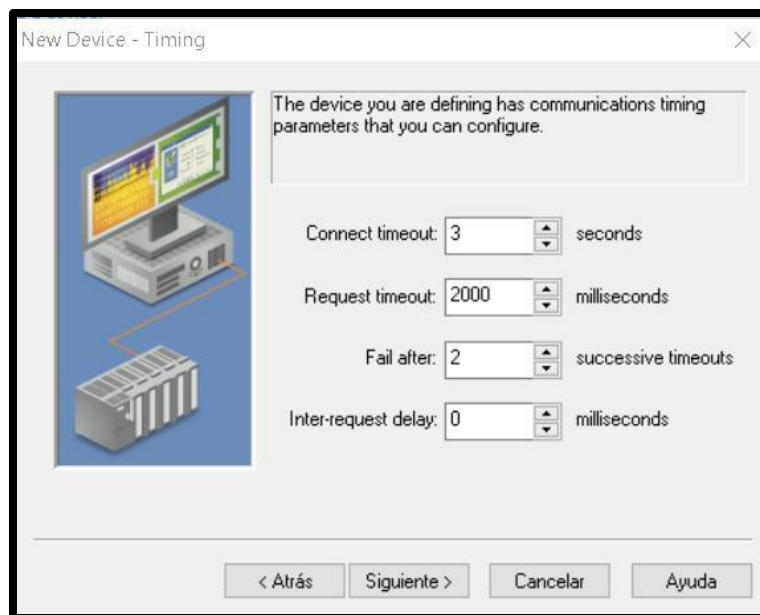 New Device - Timing
The device you are defining has communications timing
parameters that you can configure.
Connect timeout: 3 seconds
Request timeout: 2000 milliseconds
Fail after: 2 successive timeouts
Inter-request delay: 0 milliseconds
< Atrás Siguiente > Cancelar Ayuda